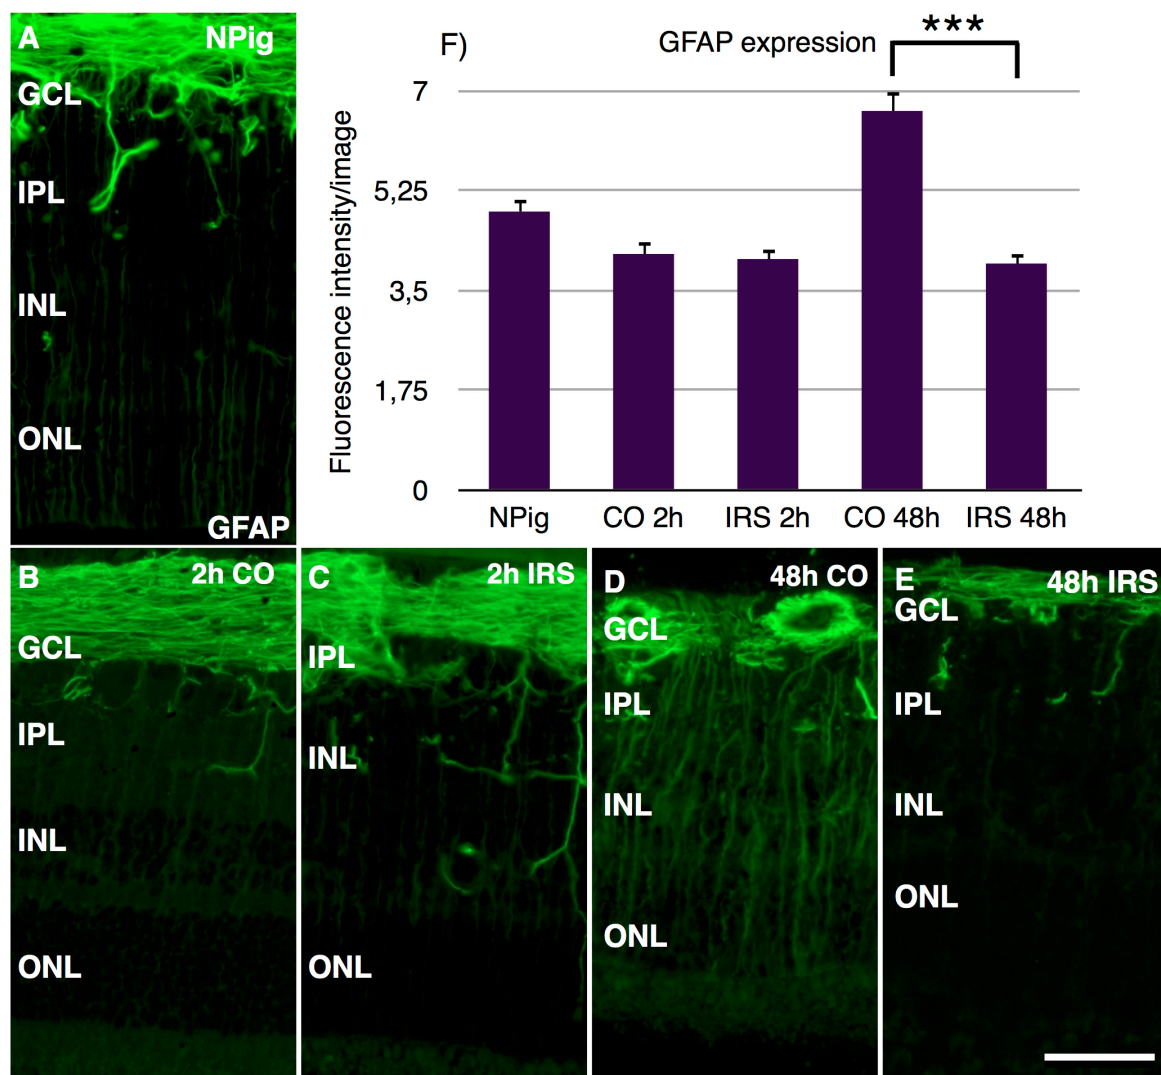 A
NPig
GCL
IPL
INL
ONL
GFAP
F)
GFAP expression
***
Fluorescence intensity/image
7
5,25
3,5
1,75
0
NPig CO 2h IRS 2h CO 48h IRS 48h
B 2h CO
GCL
IPL
INL
ONL
C 2h IRS
IPL
INL
ONL
D 48h CO
GCL
IPL
INL
ONL
E 48h IRS
GCL
IPL
INL
ONL